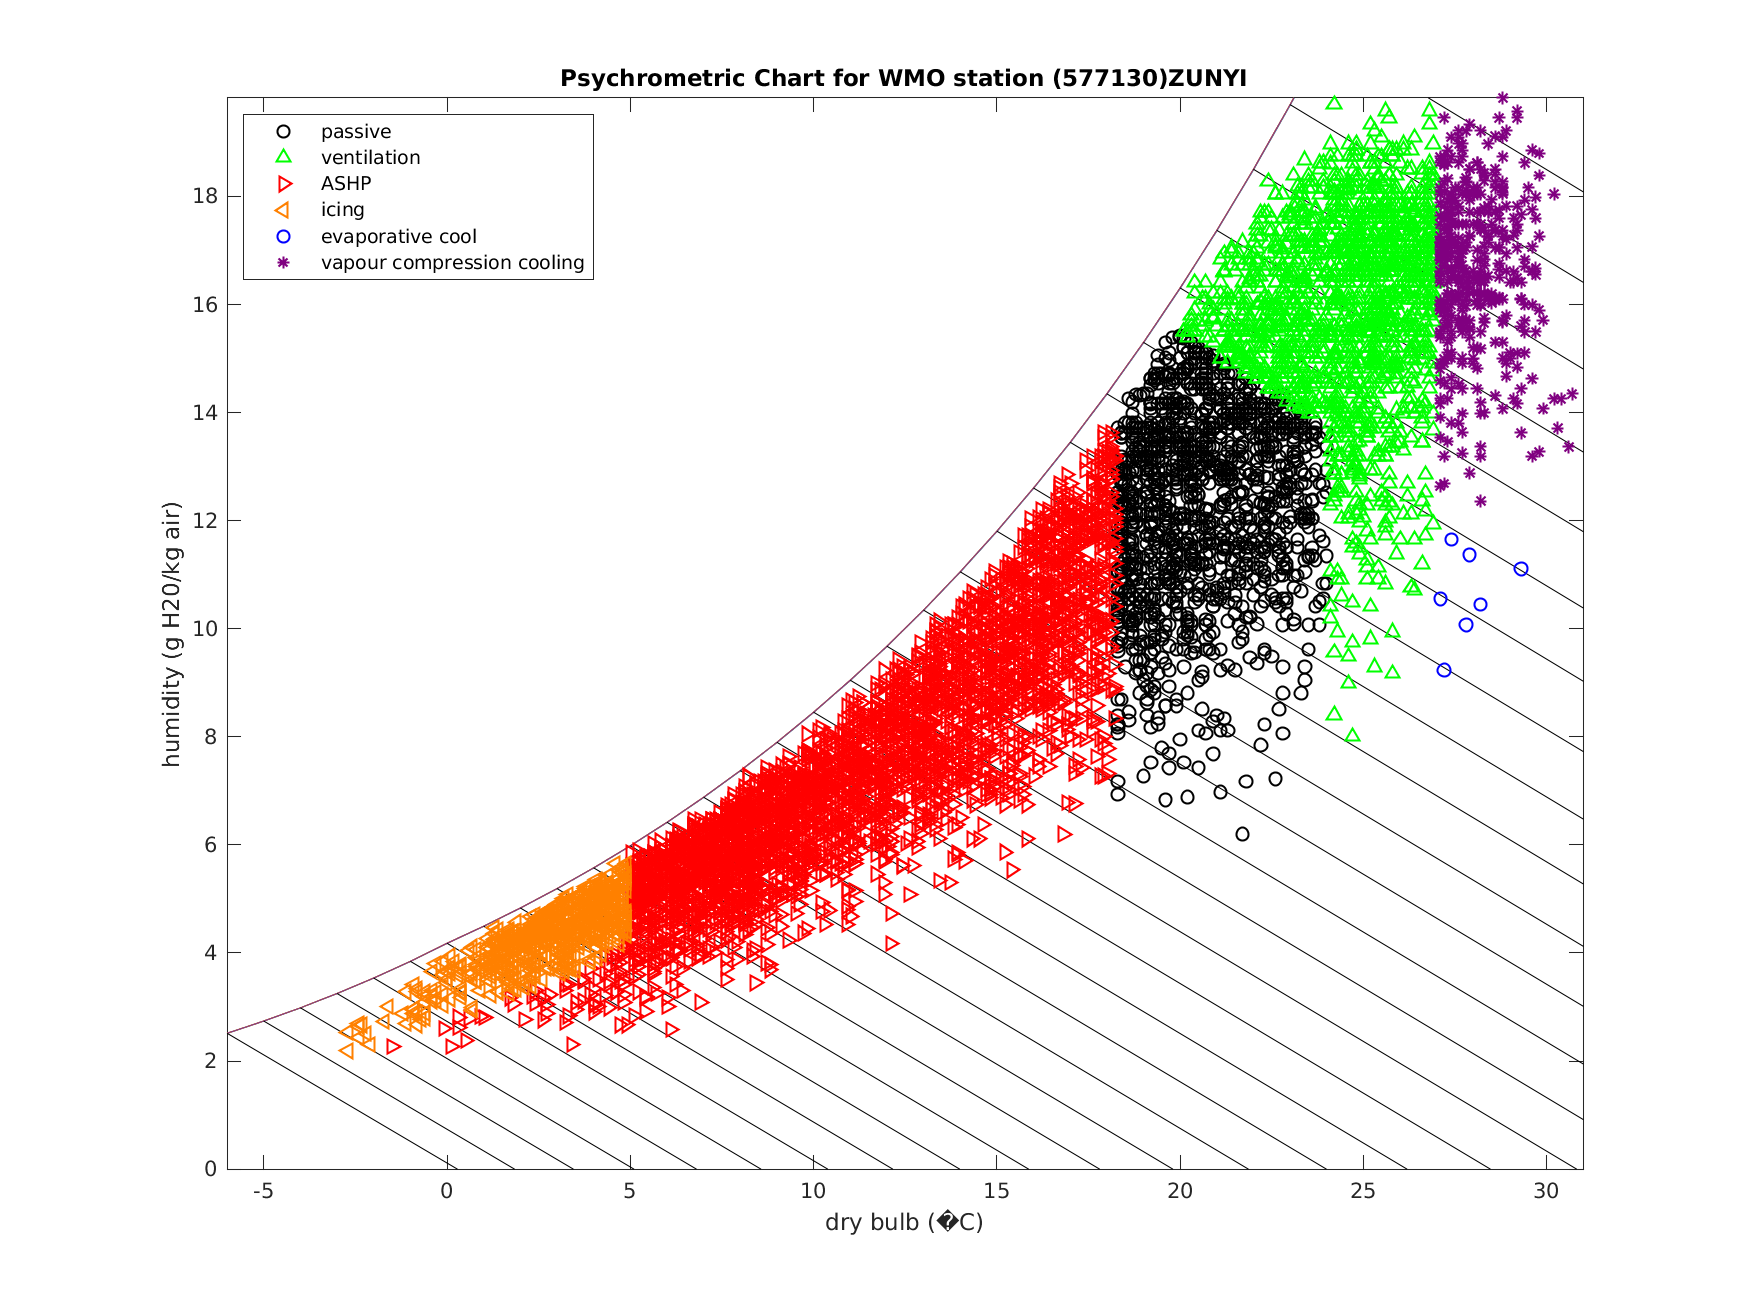 Psychrometric Chart for WMO station (577130)ZUNYI
passive
ventilation
ASHP
icing
evaporative cool
vapour compression cooling
humidity (g H20/kg air)
18
16
14
12
10
8
6
4
2
0
-5 0 5 10 15 20 25 30
dry bulb (�C)